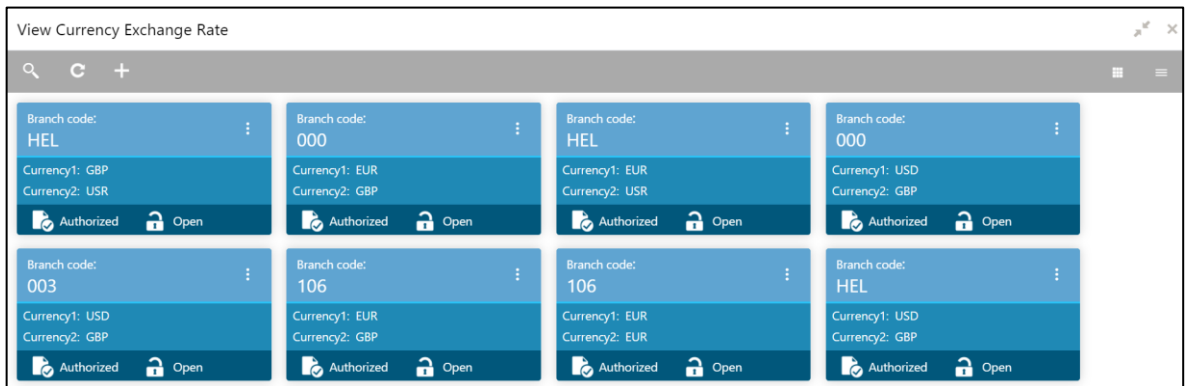 View Currency Exchange Rate
Branch code:
HEL
Currency1: GBP
Currency2: USR
Authorized Open
Branch code:
000
Currency1: EUR
Currency2: GBP
Authorized Open
Branch code:
HEL
Currency1: EUR
Currency2: USR
Authorized Open
Branch code:
000
Currency1: USD
Currency2: GBP
Authorized Open
Branch code:
003
Currency1: USD
Currency2: GBP
Authorized Open
Branch code:
106
Currency1: EUR
Currency2: GBP
Authorized Open
Branch code:
106
Currency1: EUR
Currency2: EUR
Authorized Open
Branch code:
HEL
Currency1: USD
Currency2: GBP
Authorized Open